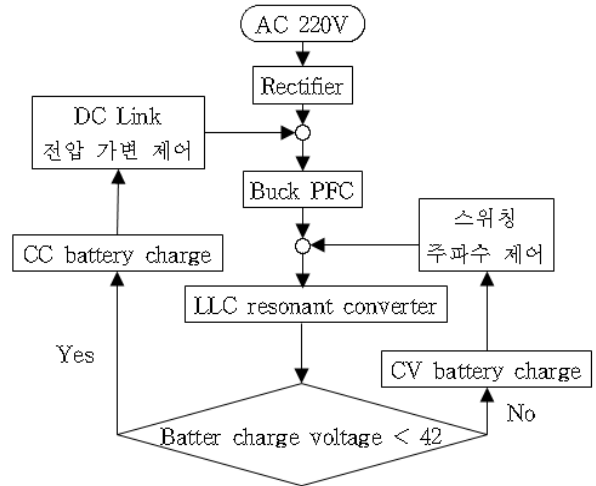 AC 220V
Rectifier
DC Link
전압 가변 제어
Buck PFC
스위칭
주파수 제어
CC battery charge
LLC resonant converter
Yes
CV battery charge
No
Batter charge voltage < 42